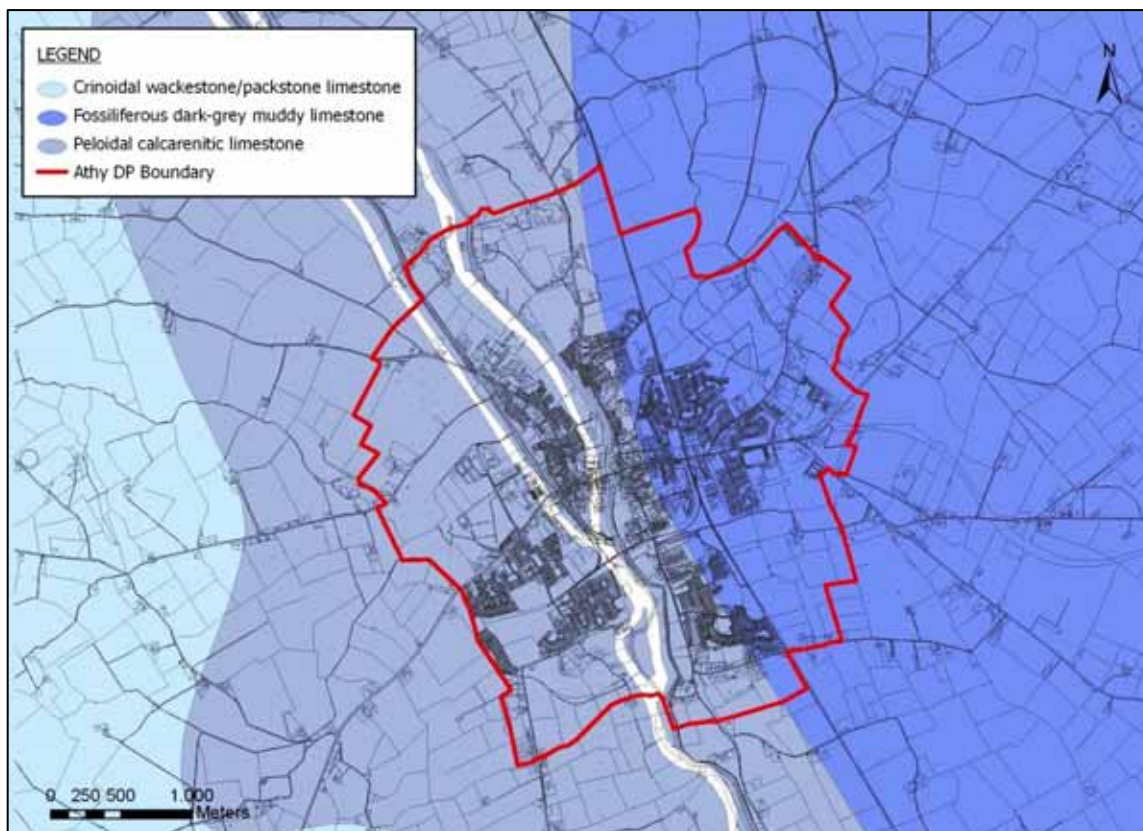 LEGEND
Crinoidal wackestone/packstone limestone
Fossiliferous dark-grey muddy limestone
Peloidal calcarenitic limestone
Athy DP Boundary
N
0 250 500 1.000
Meters